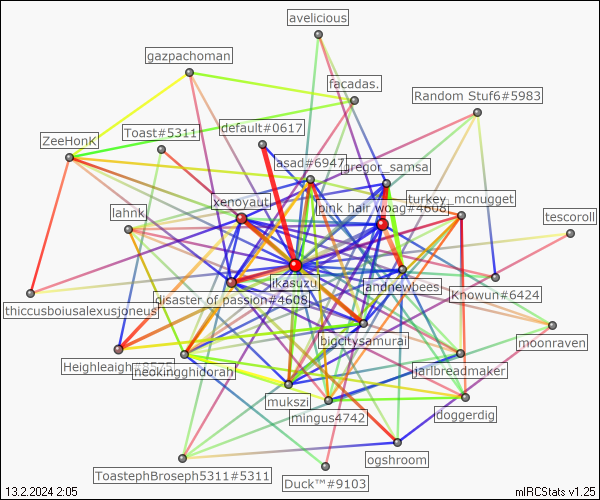 avelicious
gazpachoman
facadas.
Random Stuf6#5983
default#0617
Toast#5311
ZeeHonK
asad#6947
gregor_samsa
xenoyaut
pink hair woag#4608
turkey_mcnugget
lahnk
tescoroll
ikasuzu
andnewbees
Knowun#6424
disaster of passion#4608
thiccusboiusalexusjoneus
bigcitysamurai
moonraven
Heighleaigh
neokingghidorah
jaribreadmaker
mukszi
mingus4742
doggerdig
ogshroom
ToastephBroseph5311#5311
Duck™#9103
13.2.2024 2:05
mIRCStats v1.25